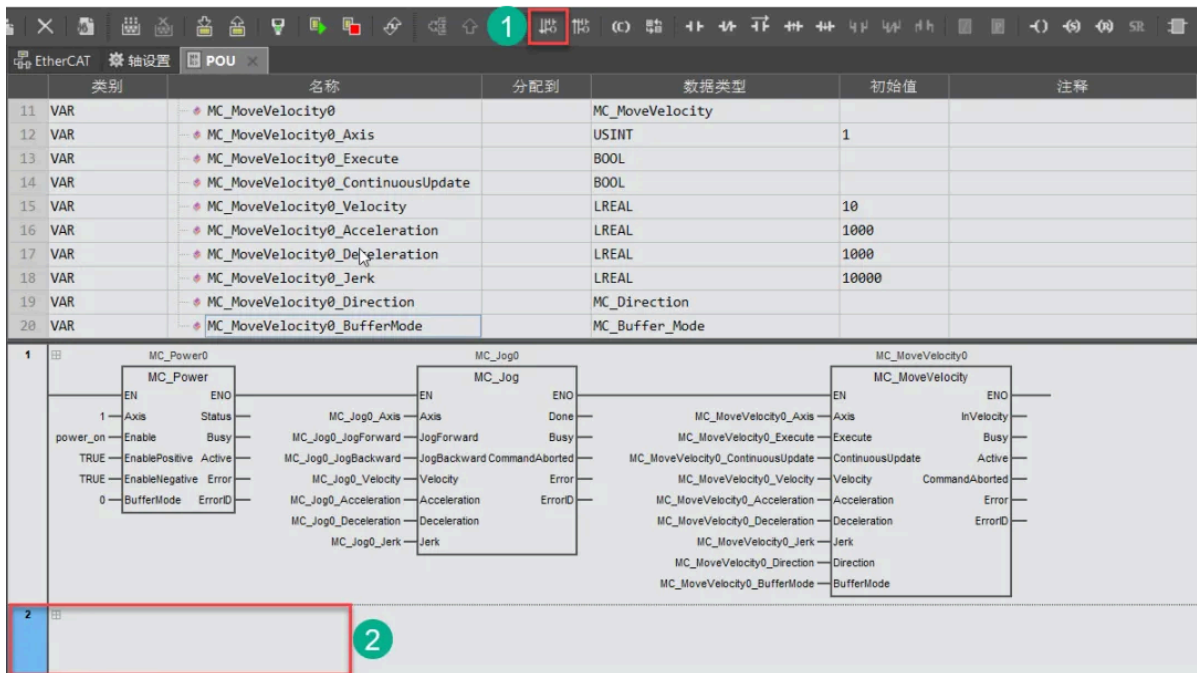 1
(C)
(S)
(R)
SR
EtherCAT 轴设置 POU
类别 名称 分配到 数据类型 初始值 注释
11 VAR MC_MoveVelocity0 MC_MoveVelocity
12 VAR MC_MoveVelocity0_Axis USINT 1
13 VAR MC_MoveVelocity0_Execute BOOL
14 VAR MC_MoveVelocity0_ContinuousUpdate BOOL
15 VAR MC_MoveVelocity0_Velocity LREAL 10
16 VAR MC_MoveVelocity0_Acceleration LREAL 1000
17 VAR MC_MoveVelocity0_Deceleration LREAL 1000
18 VAR MC_MoveVelocity0_Jerk LREAL 10000
19 VAR MC_MoveVelocity0_Direction MC_Direction
20 VAR MC_MoveVelocity0_BufferMode MC_Buffer_Mode
1 MC_Power0 MC_Jog0 MC_MoveVelocity0
MC_Power MC_Jog MC_MoveVelocity
EN ENO EN ENO EN ENO
1 Axis Status MC_Jog0_Axis Axis Done MC_MoveVelocity0_Axis Axis InVelocity
power_on Enable Busy MC_Jog0_JogForward JogForward Busy MC_MoveVelocity0_Execute Execute Busy
TRUE EnablePositive Active MC_Jog0_JogBackward JogBackward CommandAborted MC_MoveVelocity0_ContinuousUpdate ContinuousUpdate Active
TRUE EnableNegative Error MC_Jog0_Velocity Velocity Error MC_MoveVelocity0_Velocity Velocity CommandAborted
0 BufferMode ErrorID MC_Jog0_Acceleration Acceleration ErrorID MC_MoveVelocity0_Acceleration Acceleration Error
MC_Jog0_Deceleration Deceleration MC_MoveVelocity0_Deceleration Deceleration ErrorID
MC_Jog0_Jerk Jerk MC_MoveVelocity0_Jerk Jerk
MC_MoveVelocity0_Direction Direction
MC_MoveVelocity0_BufferMode BufferMode
2
2